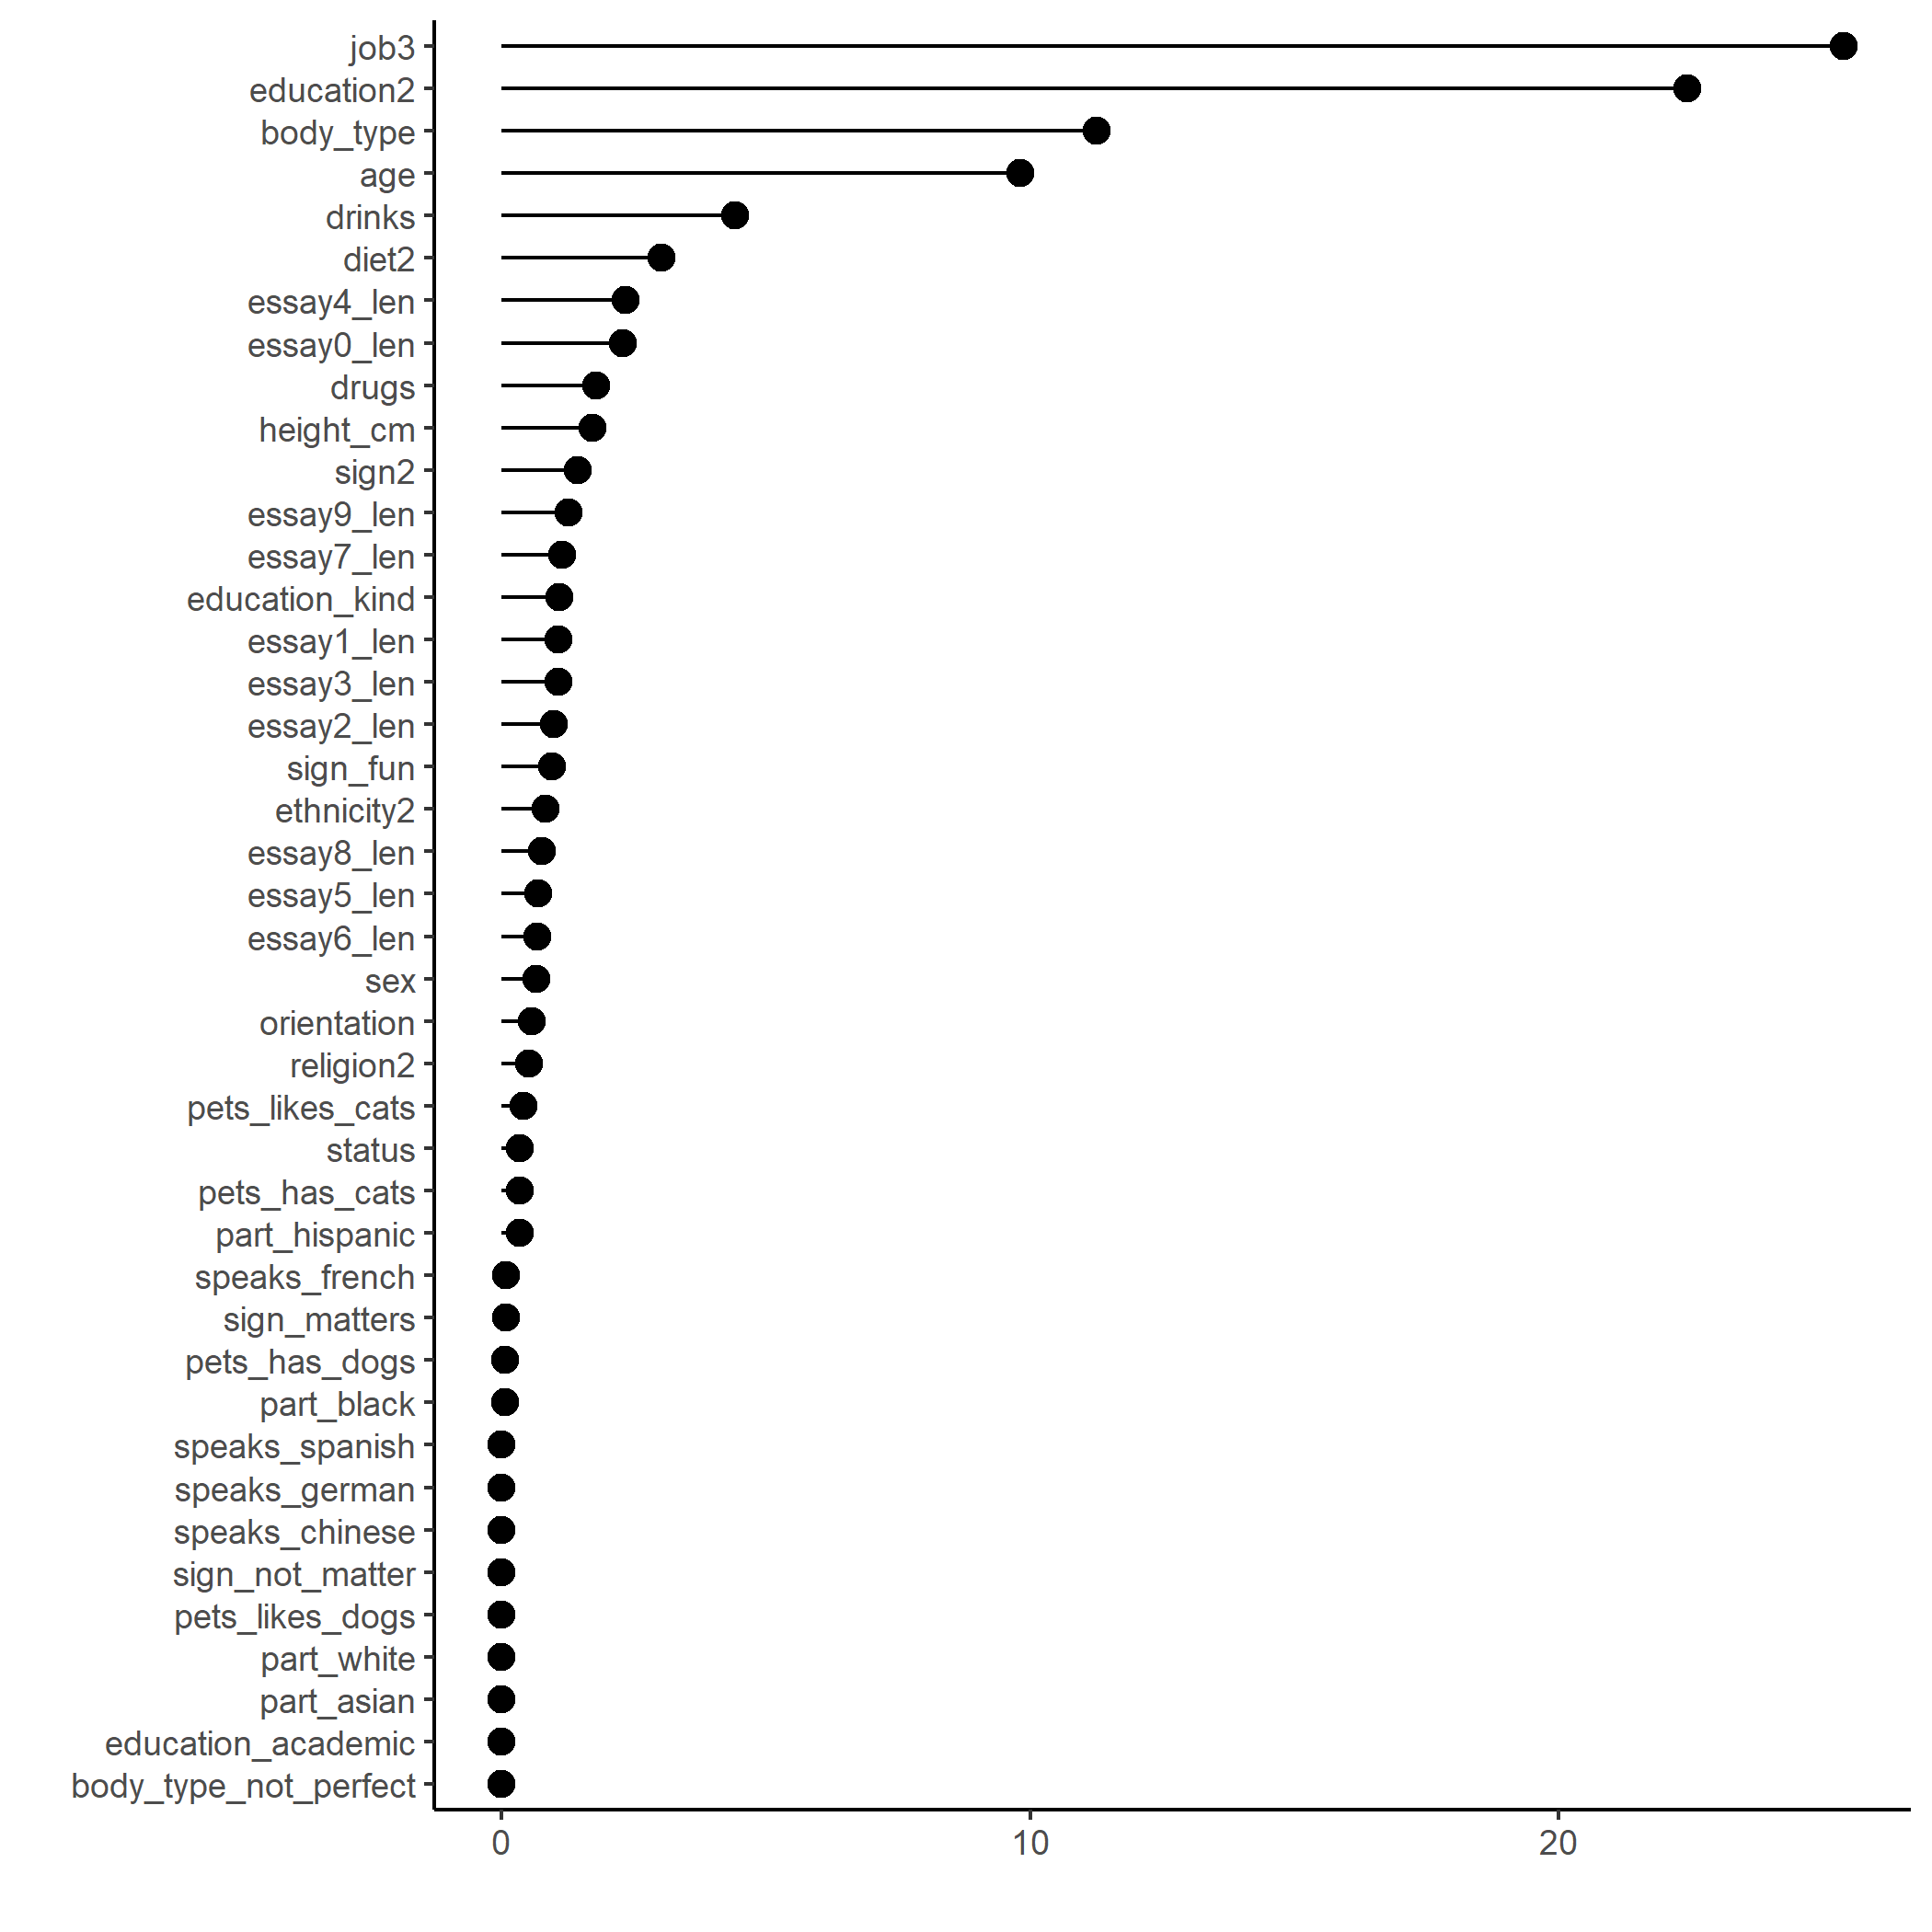 job3
education2
body_type
age
drinks
diet2
essay4_len
essay0_len
drugs
height_cm
sign2
essay9_len
essay7_len
education_kind
essay1_len
essay3_len
essay2_len
sign_fun
ethnicity2
essay8_len
essay5_len
essay6_len
sex
orientation
religion2
pets_likes_cats
status
pets_has_cats
part_hispanic
speaks_french
sign_matters
pets_has_dogs
part_black
speaks_spanish
speaks_german
speaks_chinese
sign_not_matter
pets_likes_dogs
part_white
part_asian
education_academic
body_type_not_perfect
0 10 20